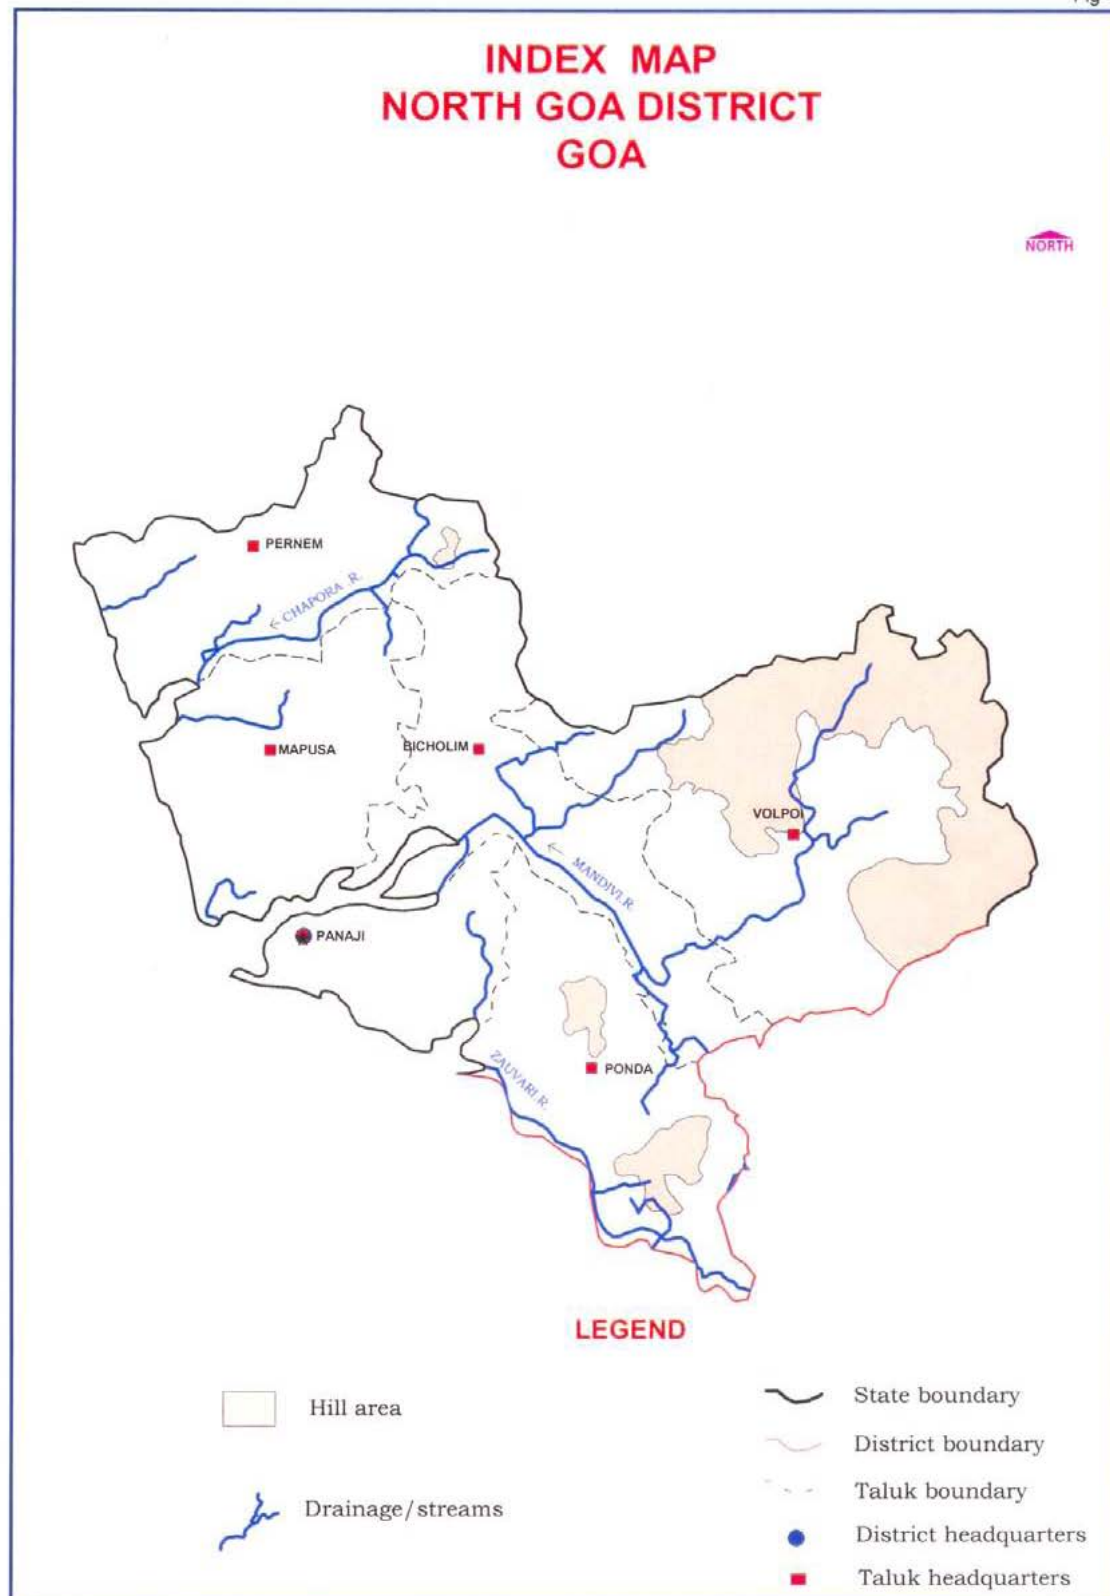 INDEX MAP
NORTH GOA DISTRICT
GOA
NORTH
PERNEM
← CHAPORA R.
MAPUSA
BICHOLIM
VOLPOI
← MANDIVI.R.
PANAJI
PONDA
ZAUVARI.R.
LEGEND
Hill area
Drainage/streams
State boundary
District boundary
Taluk boundary
District headquarters
Taluk headquarters